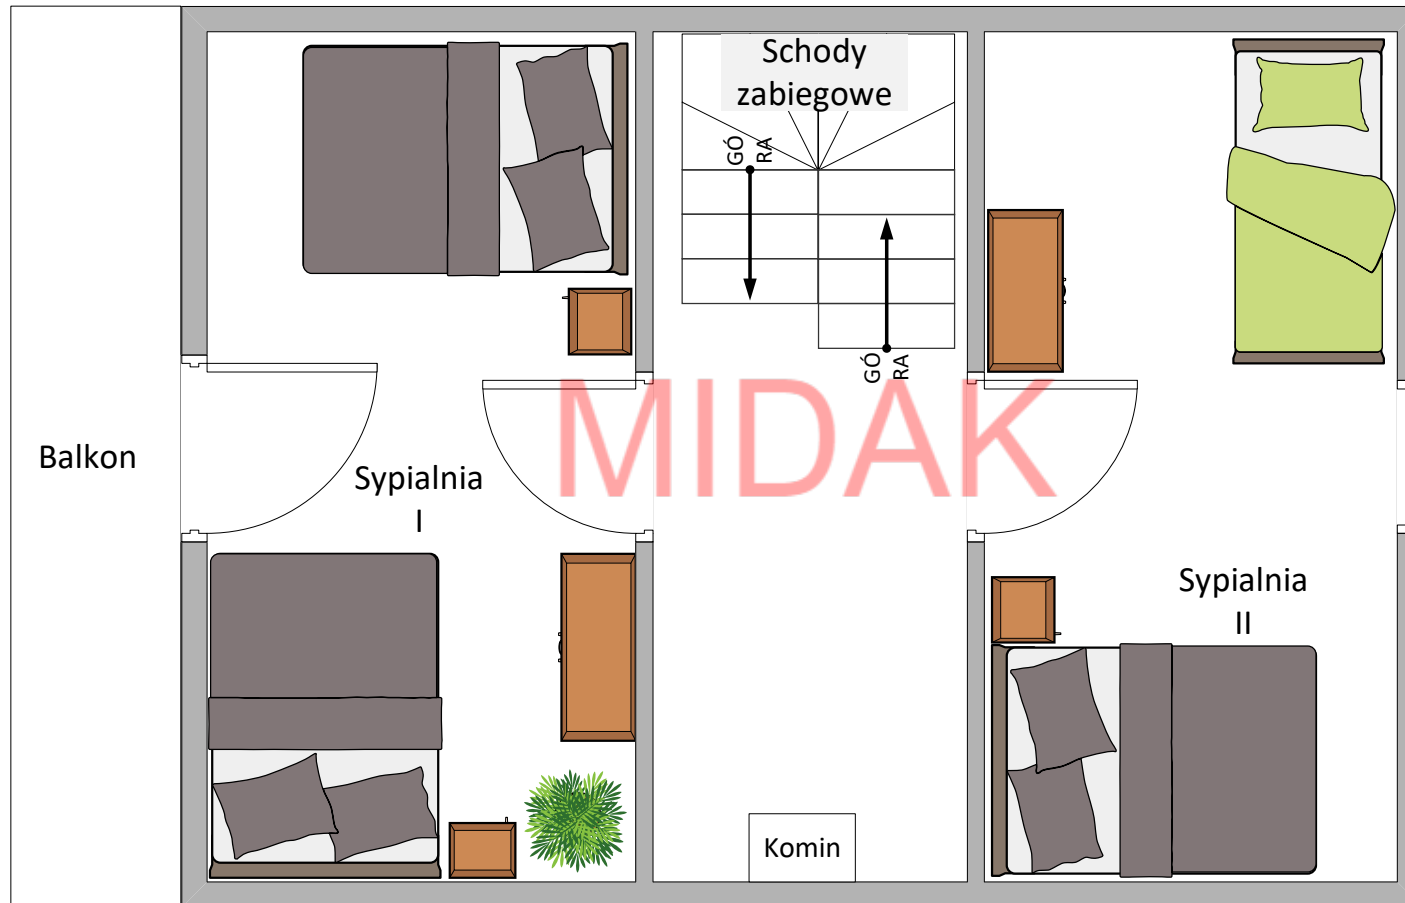 Schody
zabiegowe
GÓ
RA
GÓ
RA
MIDAK
Balkon
Sypialnia
I
Sypialnia
II
Komin